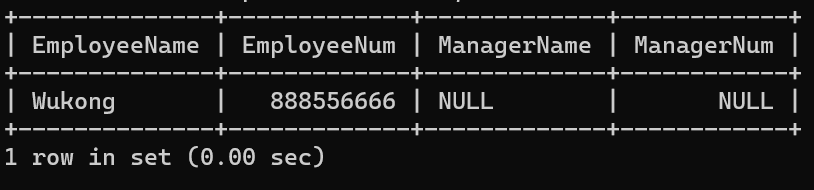 +--------------+-------------+-------------+------------+
| EmployeeName | EmployeeNum | ManagerName | ManagerNum |
+--------------+-------------+-------------+------------+
| Wukong       |   888556666 | NULL        |       NULL |
+--------------+-------------+-------------+------------+
1 row in set (0.00 sec)